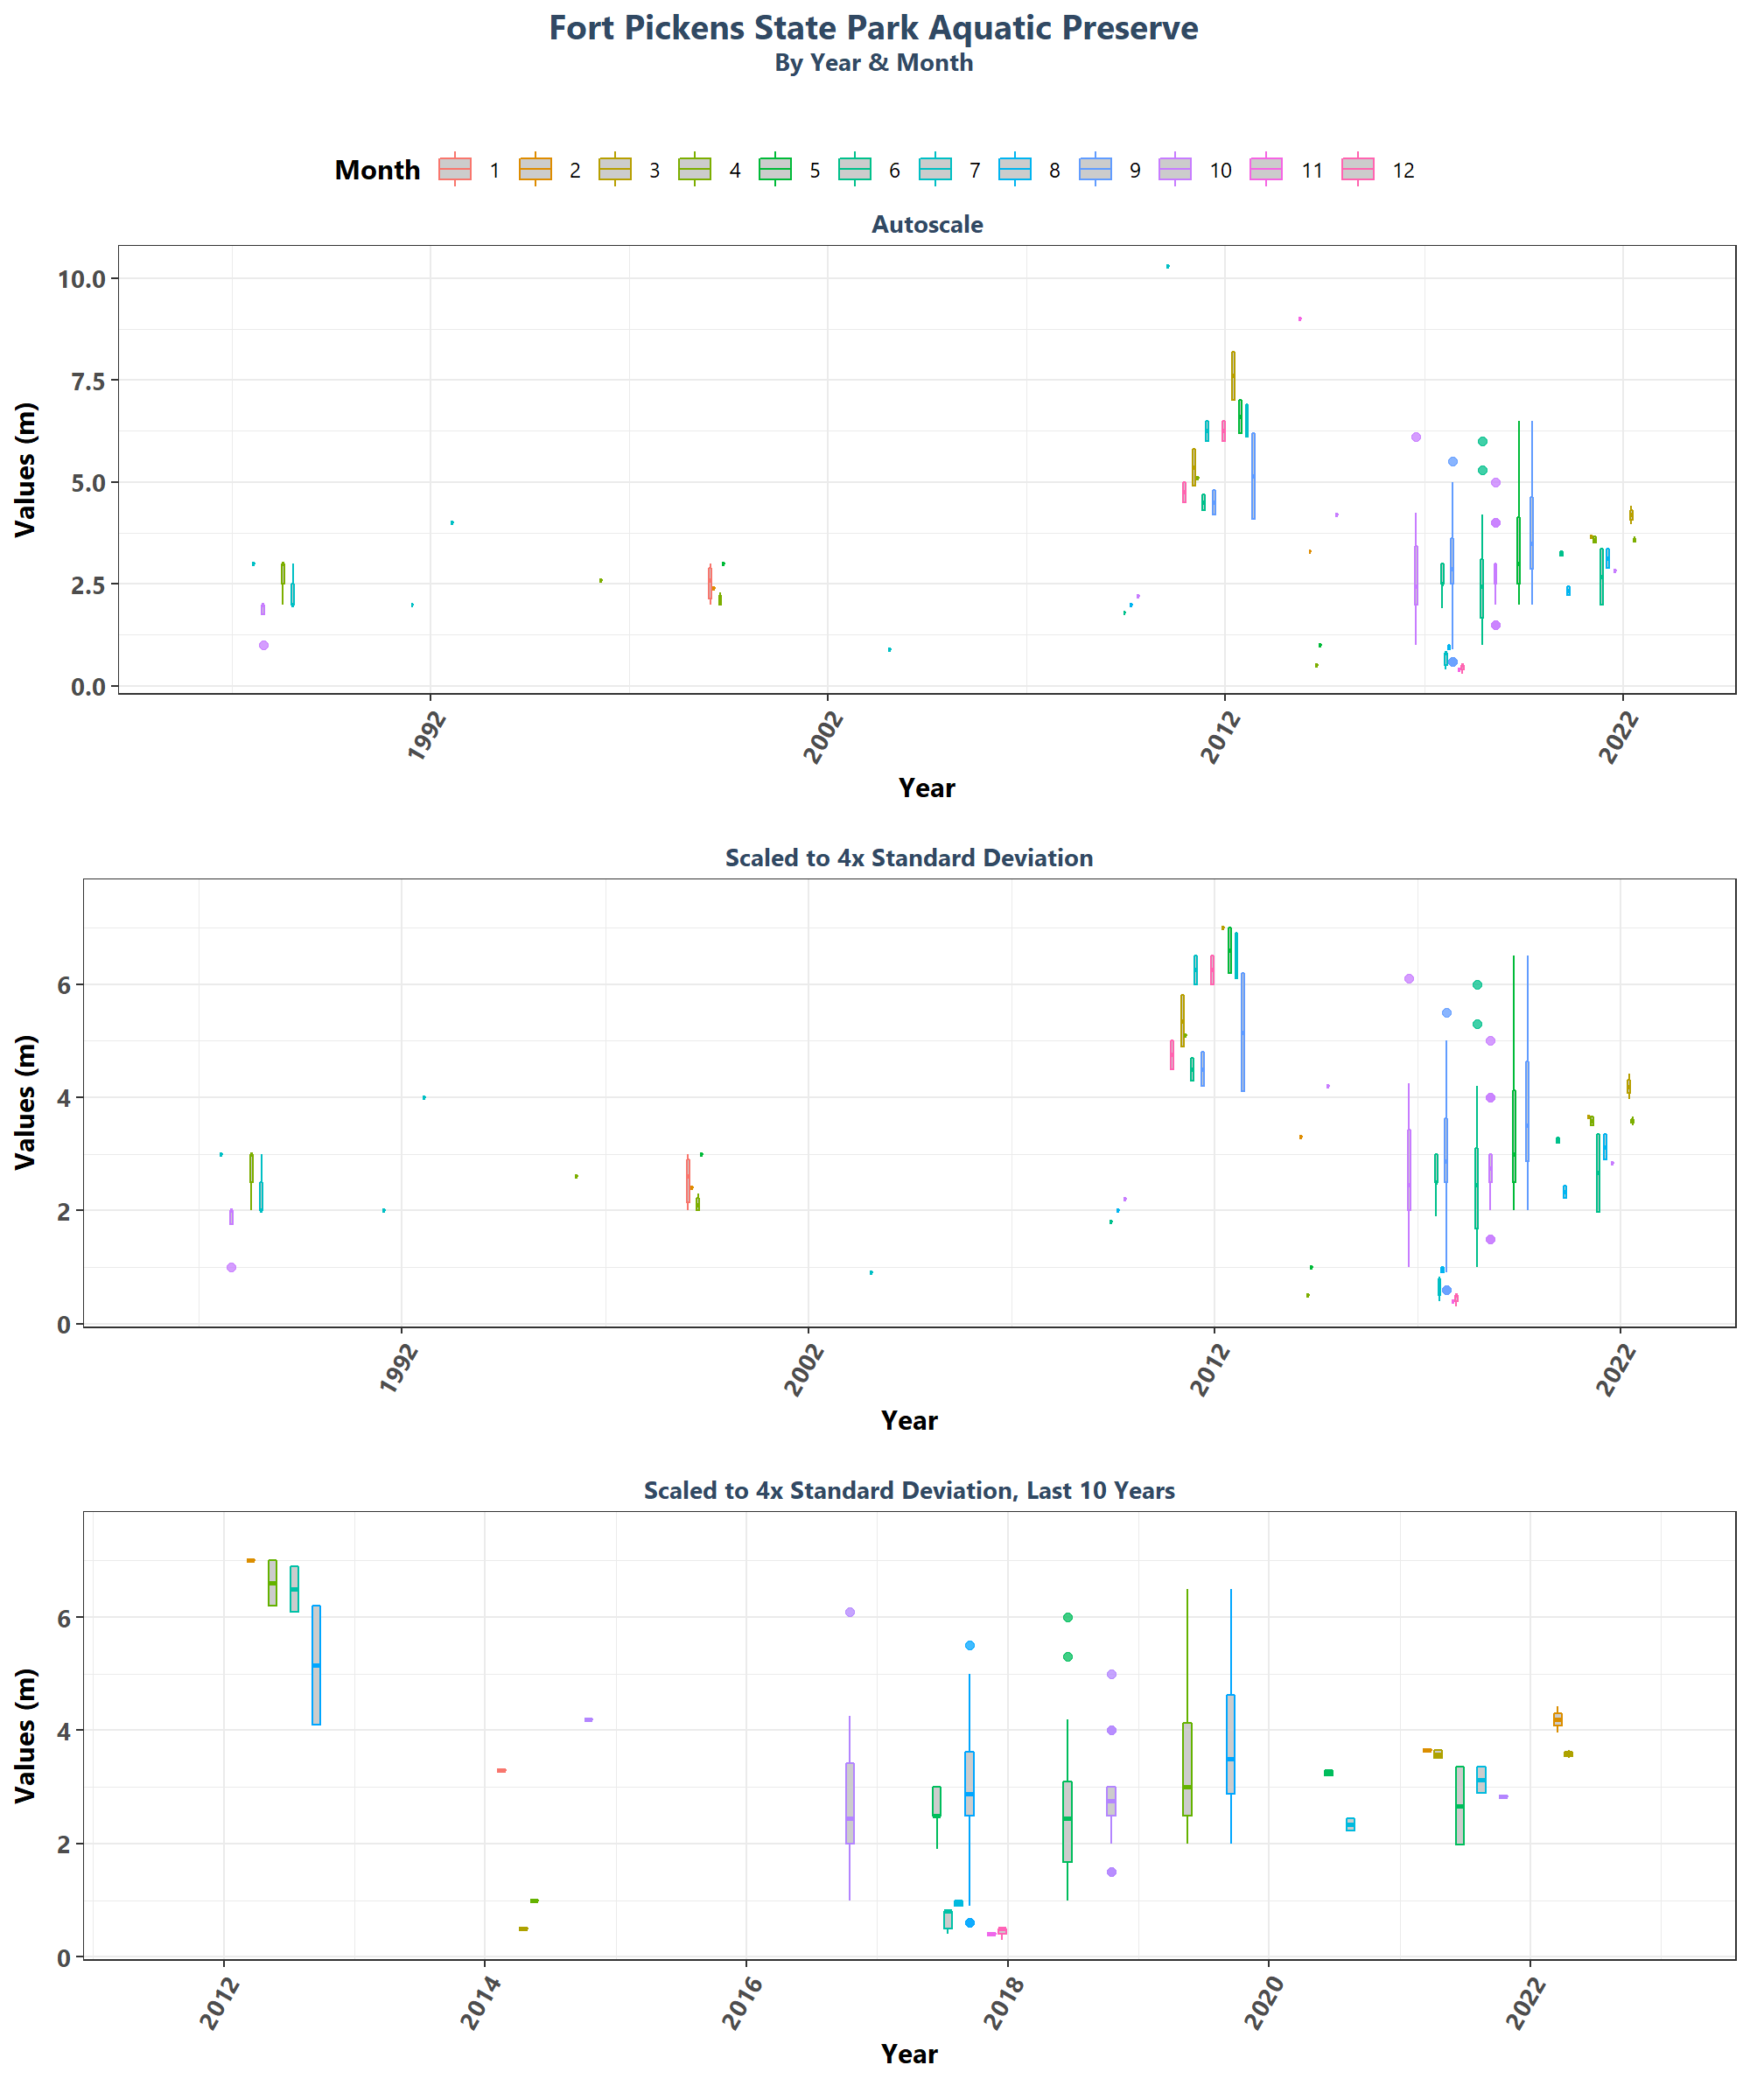 Fort Pickens State Park Aquatic Preserve
By Year & Month
Month 1 2 3 4 5 6 7 8 9 10 11 12
Autoscale
10.0
7.5
5.0
2.5
0.0
Values (m)
1992 2002 2012 2022
Year
Scaled to 4x Standard Deviation
6
4
2
0
Values (m)
1992 2002 2012 2022
Year
Scaled to 4x Standard Deviation, Last 10 Years
6
4
2
0
Values (m)
2012 2014 2016 2018 2020 2022
Year